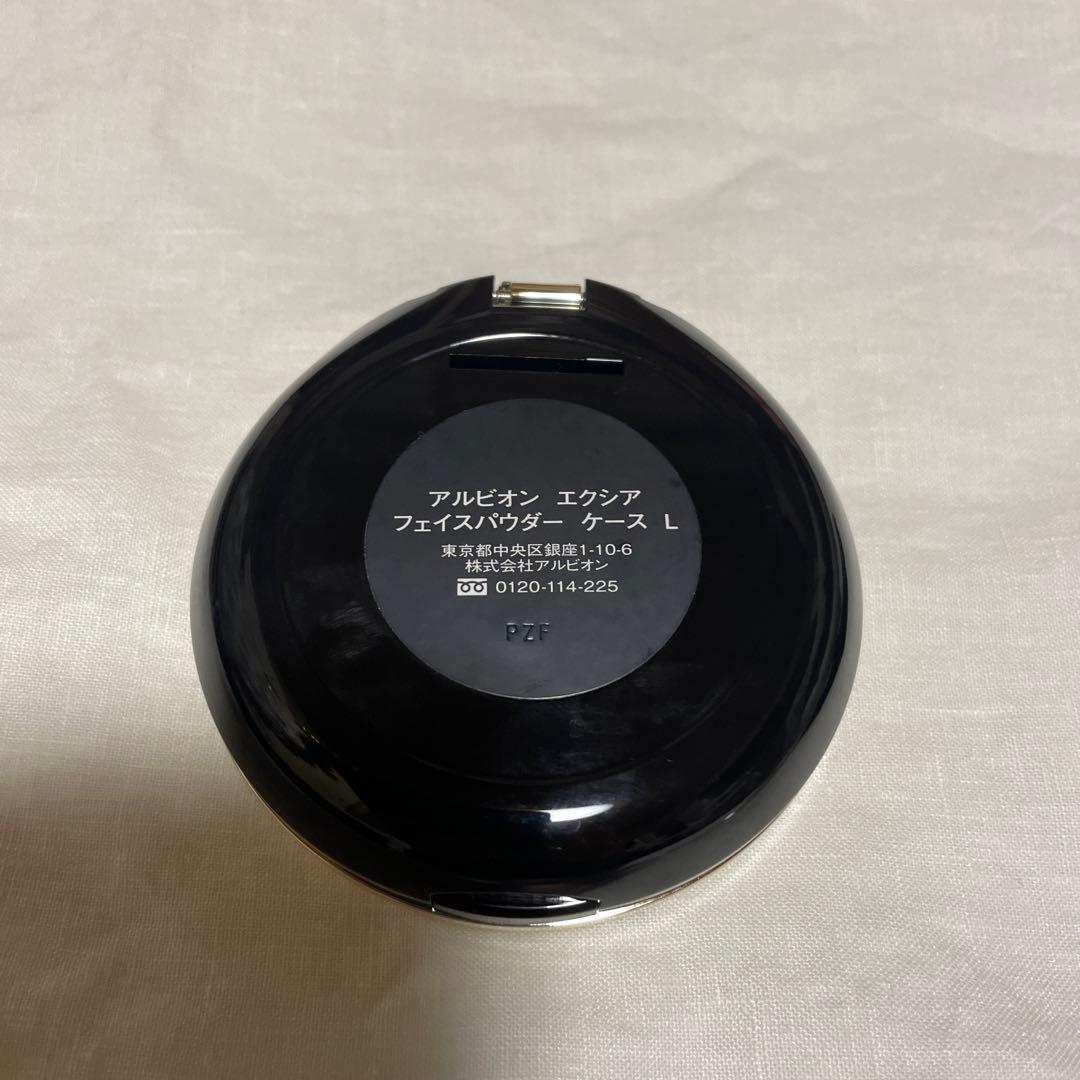 アルビオン エクシア
フェイスパウダー ケース L
東京都中央区銀座1-10-6
株式会社アルビオン
0120-114-225
PZF